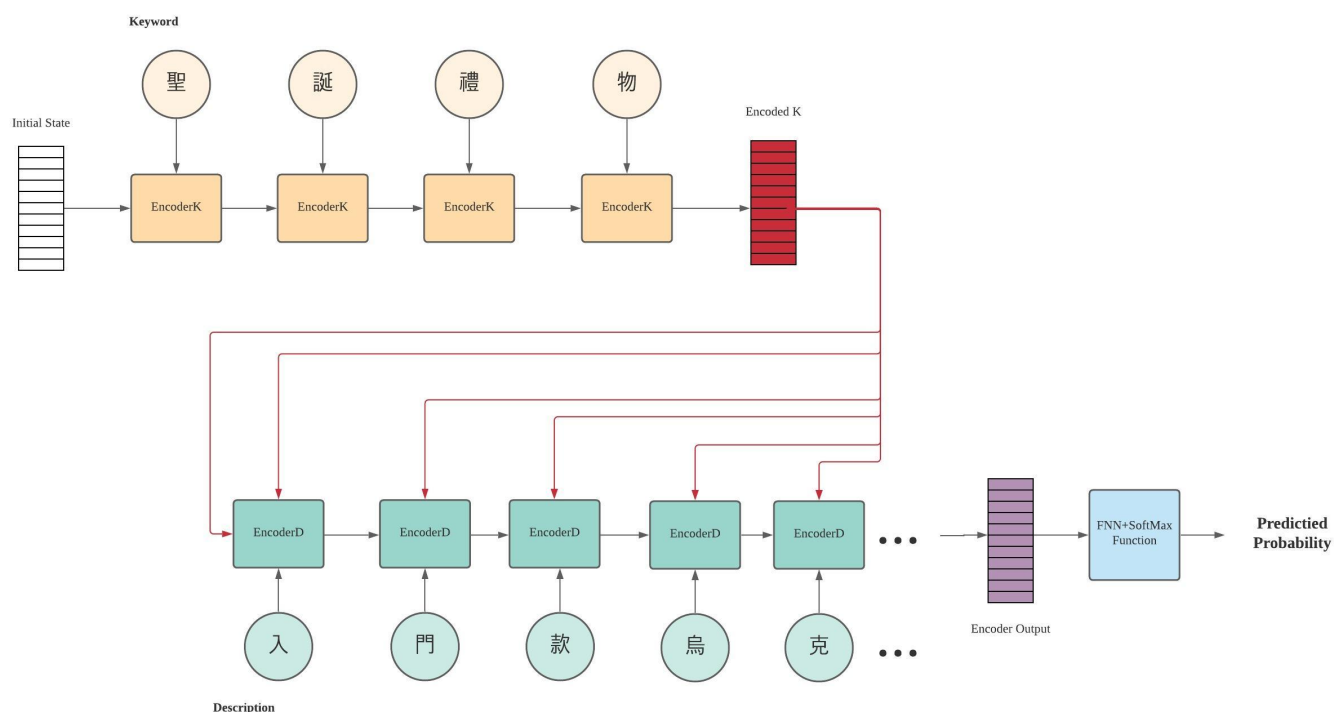 Keyword
聖
誕
禮
物
Initial State
Encoded K
EncoderK
EncoderK
EncoderK
EncoderK
EncoderD
EncoderD
EncoderD
EncoderD
EncoderD
FNN+SoftMax
Function
Predictied
Probability
入
門
款
烏
克
Encoder Output
Description